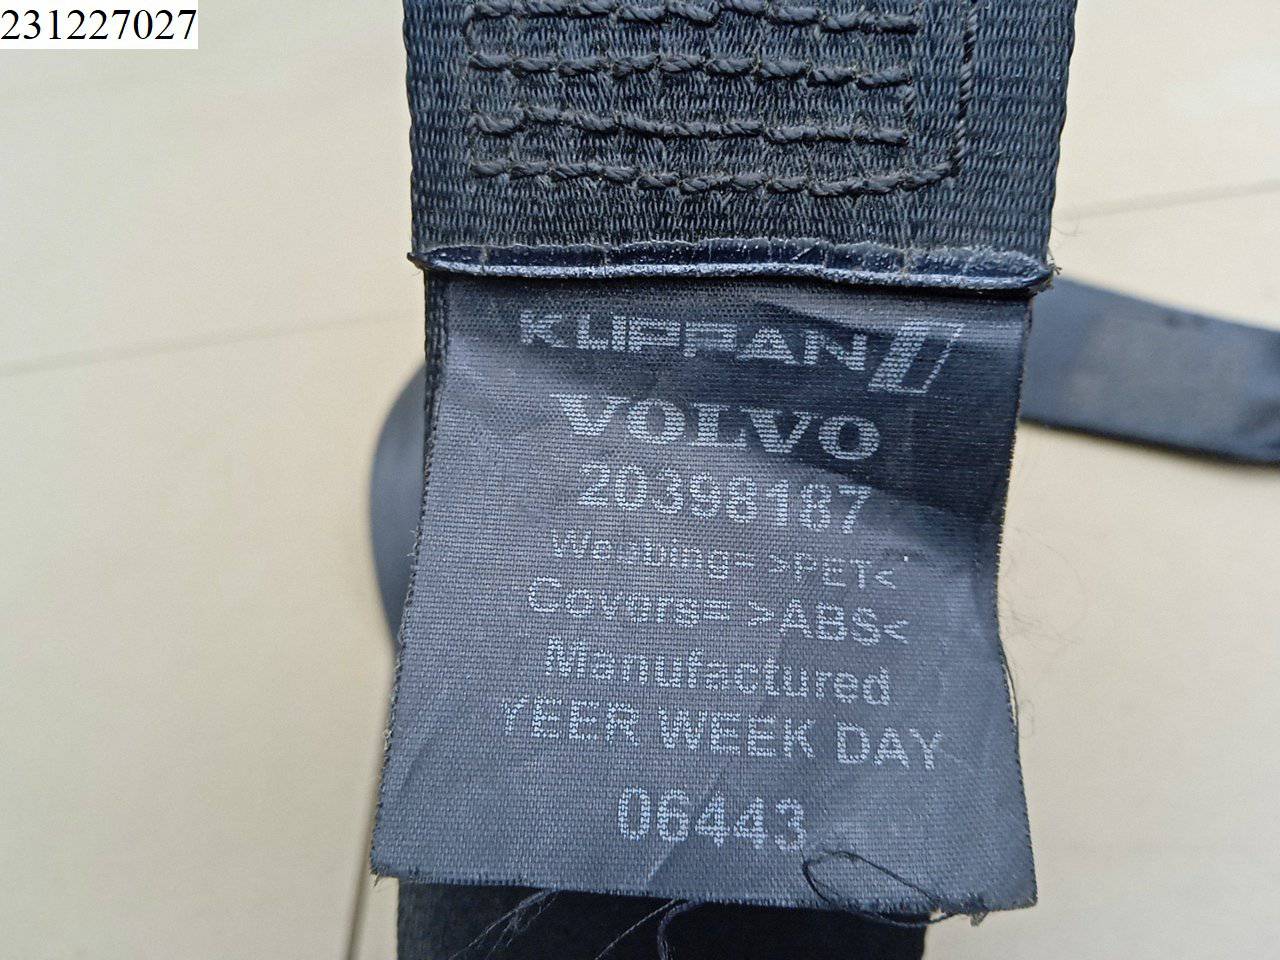 231227027
KLIPPAN
VOLVO
20398187
Webbing=>PET<
Covers=>ABS<
Manufactured
YEER WEEK DAY
06443